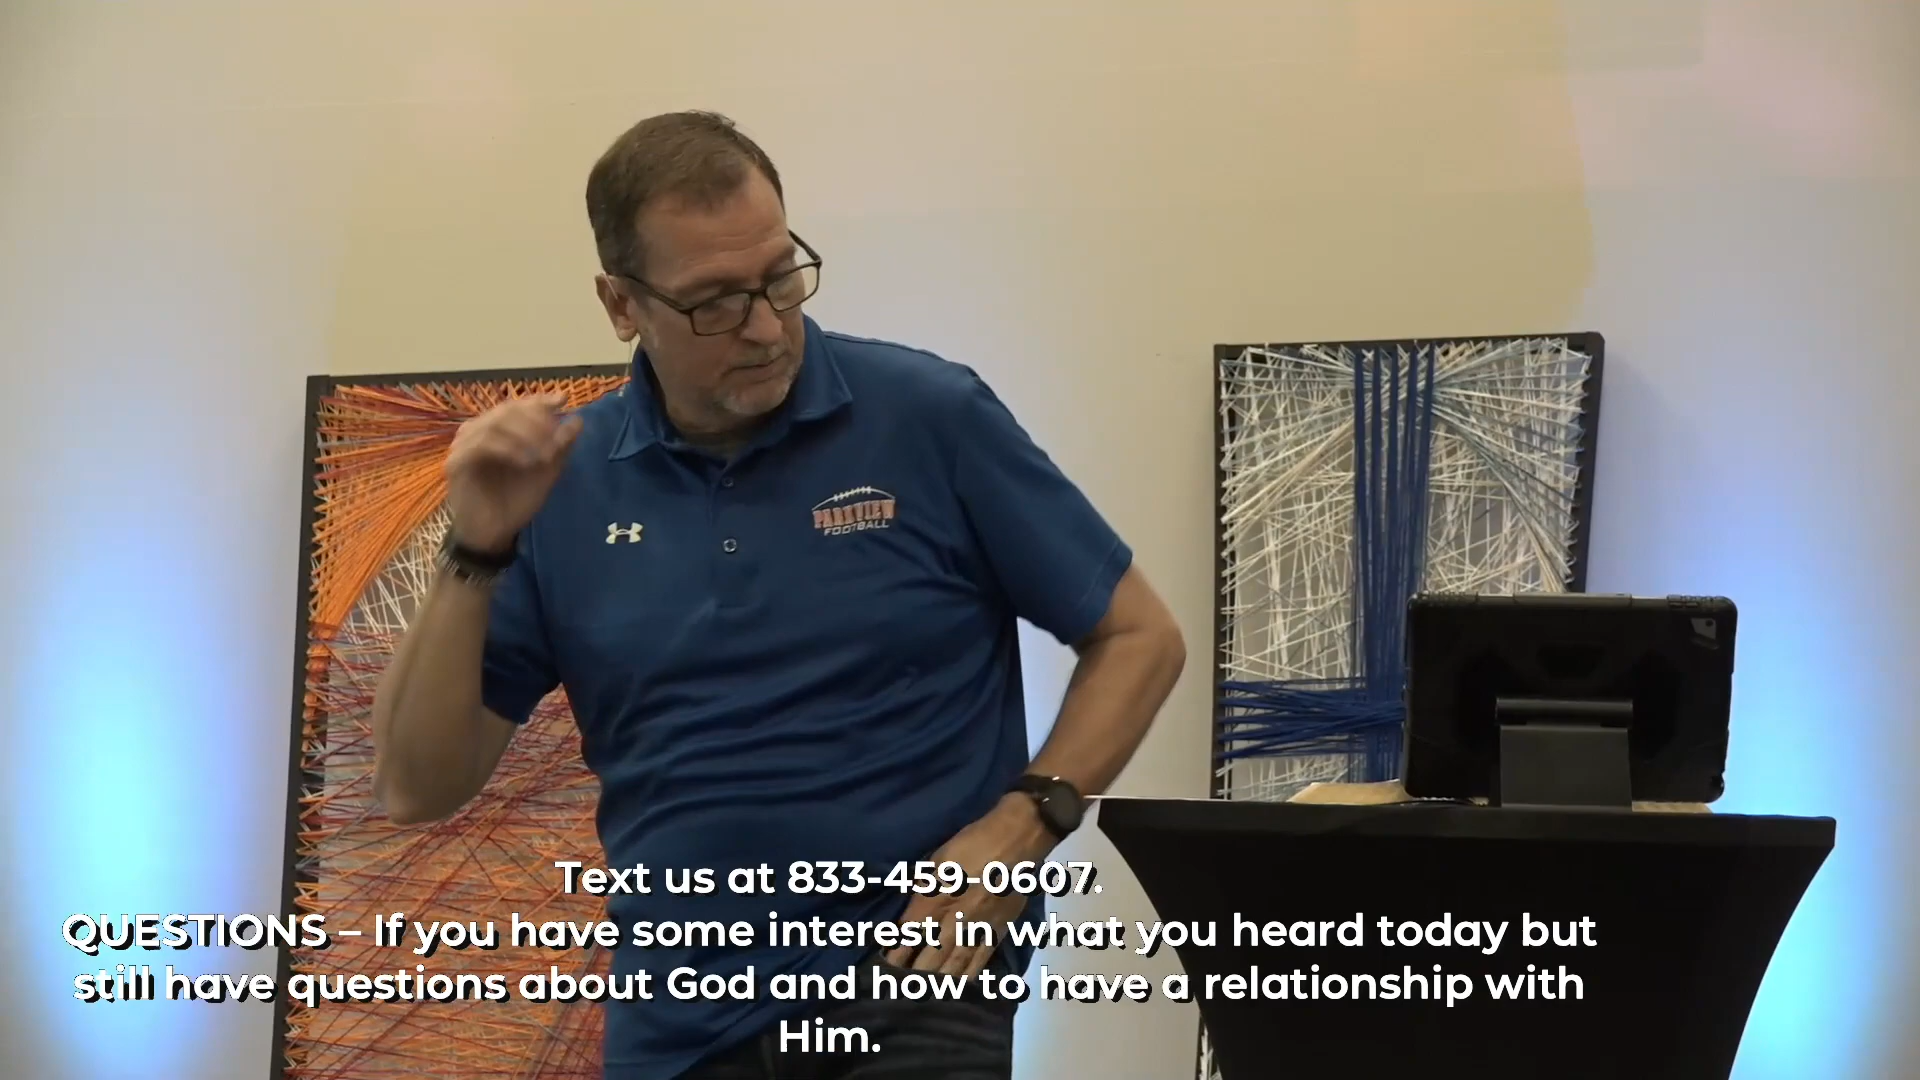 PARKVIEW
FOOTBALL
Text us at 833-459-0607.
QUESTIONS – If you have some interest in what you heard today but
still have questions about God and how to have a relationship with
Him.